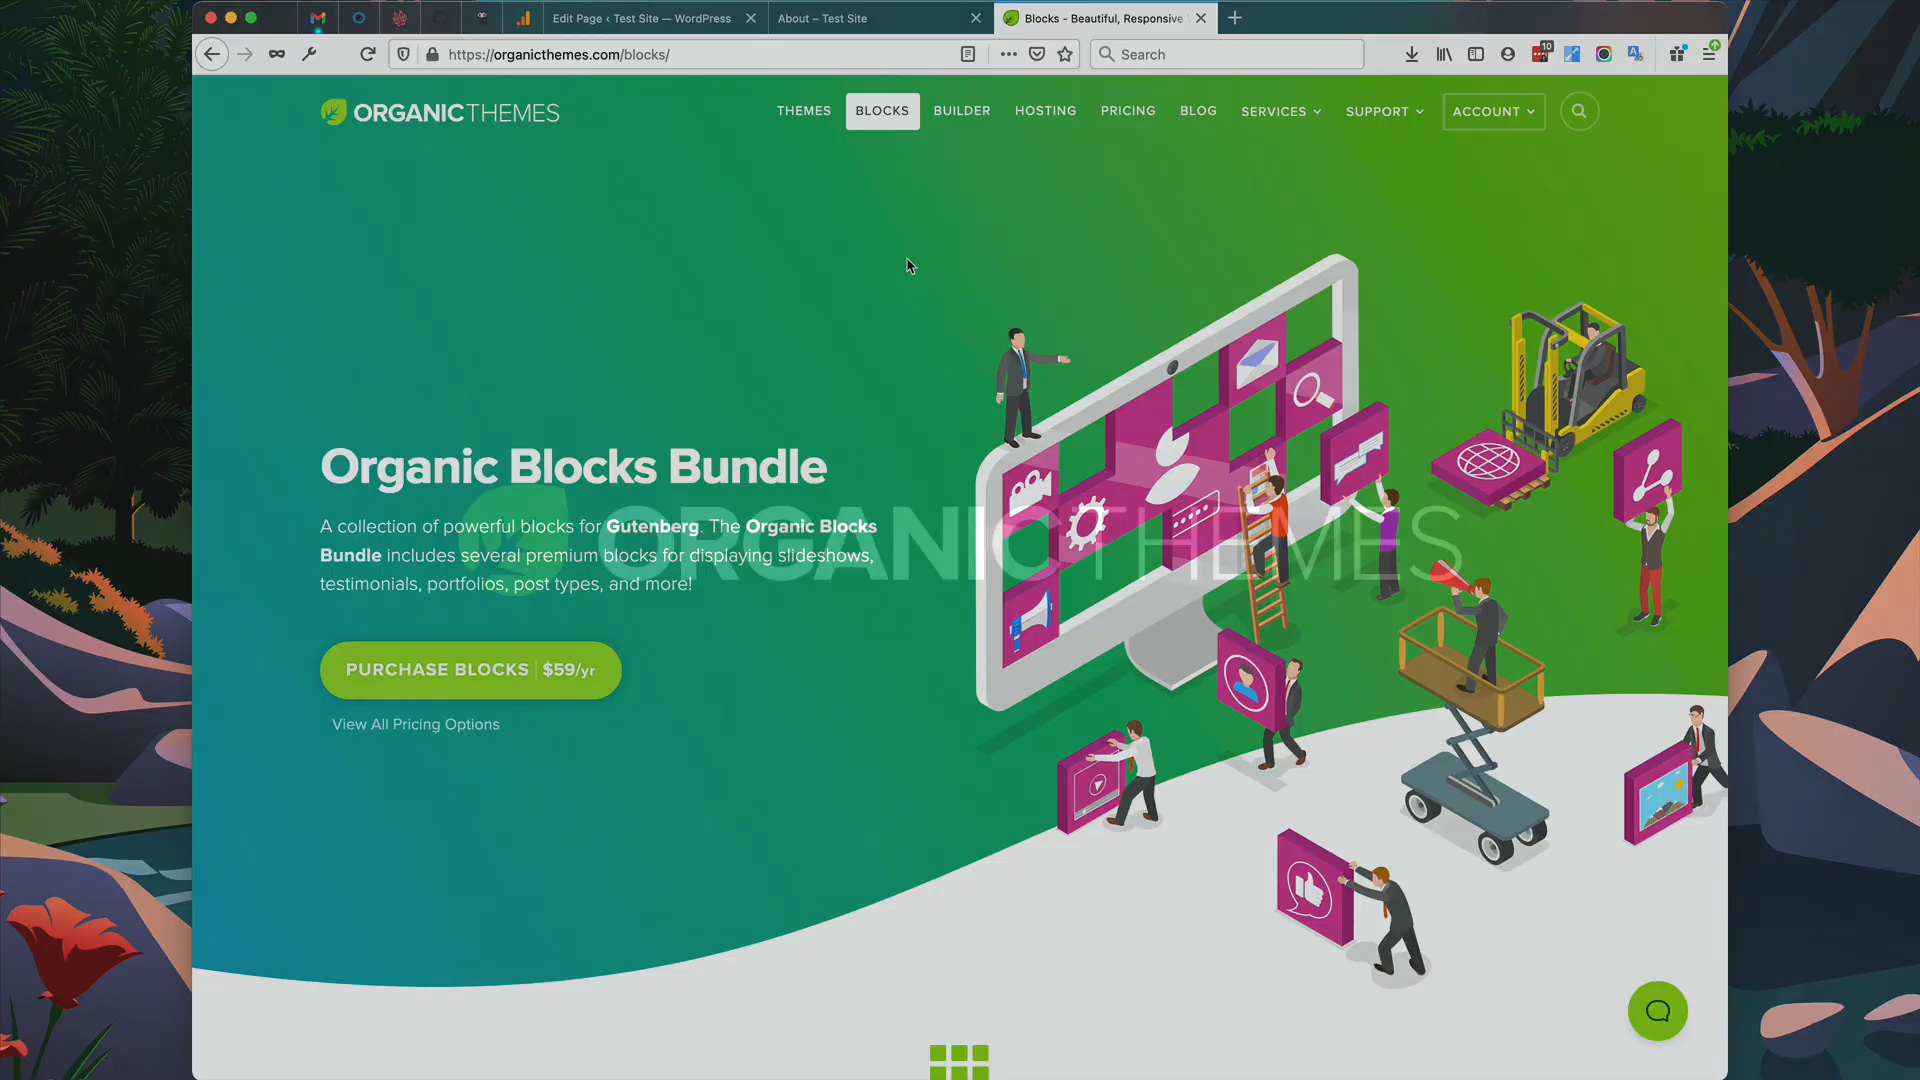 Edit Page ‹ Test Site — WordPress
About – Test Site
Blocks - Beautiful, Responsive
https://organicthemes.com/blocks/
Search
10
ORGANICTHEMES
THEMES
BLOCKS
BUILDER
HOSTING
PRICING
BLOG
SERVICES
SUPPORT
ACCOUNT
Organic Blocks Bundle
A collection of powerful blocks for Gutenberg. The Organic Blocks
Bundle includes several premium blocks for displaying slideshows,
testimonials, portfolios, post types, and more!
ORGANICTHEMES
PURCHASE BLOCKS | $59/yr
View All Pricing Options